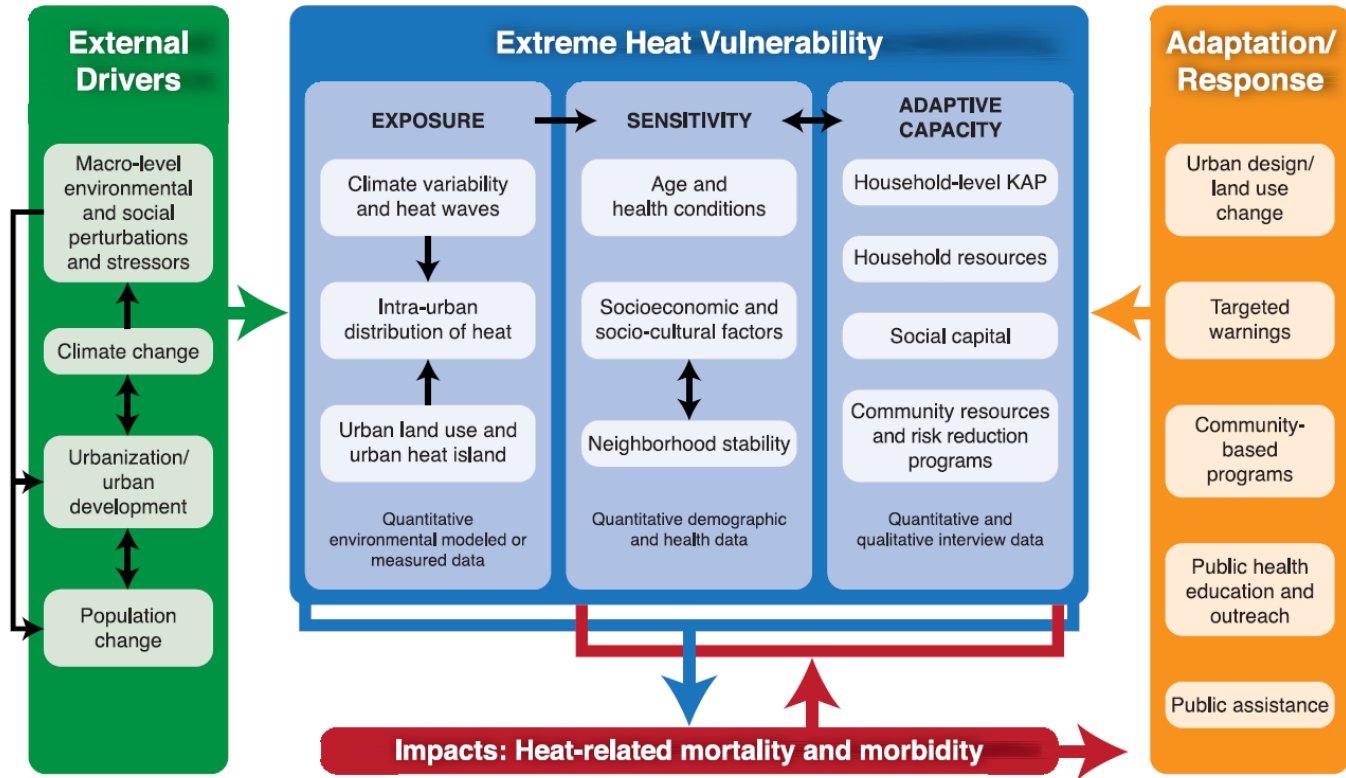 External
Drivers
Macro-level
environmental
and social
perturbations
and stressors
Climate change
Urbanization/
urban
development
Population
change
Extreme Heat Vulnerability
EXPOSURE
Climate variability
and heat waves
Intra-urban
distribution of heat
Urban land use and
urban heat island
Quantitative
environmental modeled or
measured data
SENSITIVITY
Age and
health conditions
Socioeconomic and
socio-cultural factors
Neighborhood stability
Quantitative demographic
and health data
ADAPTIVE
CAPACITY
Household-level KAP
Household resources
Social capital
Community resources
and risk reduction
programs
Quantitative and
qualitative interview data
Impacts: Heat-related mortality and morbidity
Adaptation/
Response
Urban design/
land use
change
Targeted
warnings
Community-
based
programs
Public health
education and
outreach
Public assistance